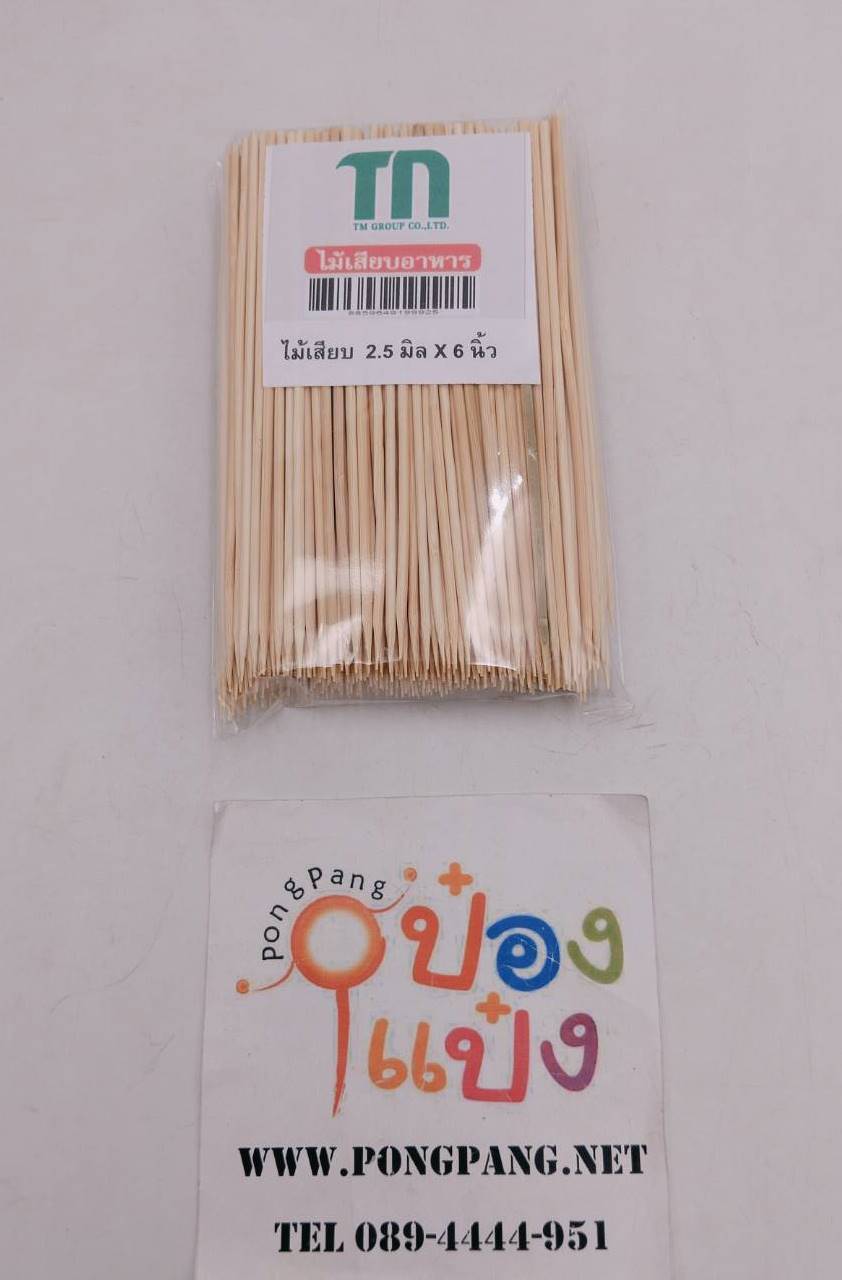 TM
TM GROUP CO.,LTD.
ไม้เสียบอาหาร
ไม้เสียบ 2.5 มิล X 6 นิ้ว
PongPang
ป๋อง
แป๋ง
WWW.PONGPANG.NET
TEL 089-4444-951